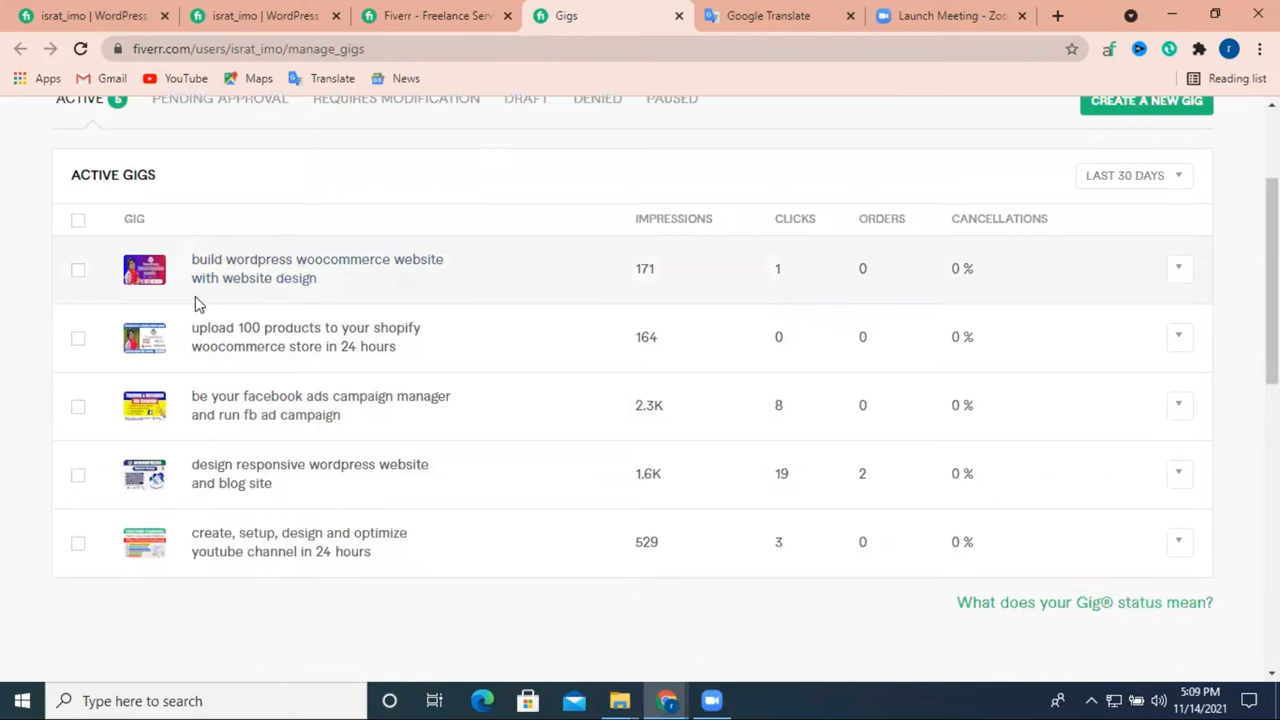 israt_imo | WordPress,
israt_imo | WordPress
Fiverr - Freelance Serv
Gigs
Google Translate
Launch Meeting - Zoo
fiverr.com/users/israt_imo/manage_gigs
Apps
Gmail
YouTube
Maps
Translate
News
Reading list
ACTIVE 5
PENDING APPROVAL
REQUIRES MODIFICATION
DRAFT
DENIED
PAUSED
CREATE A NEW GIG
ACTIVE GIGS
LAST 30 DAYS
GIG
IMPRESSIONS
CLICKS
ORDERS
CANCELLATIONS
build wordpress woocommerce website
with website design
171
1
0
0 %
upload 100 products to your shopify
woocommerce store in 24 hours
164
0
0
0 %
be your facebook ads campaign manager
and run fb ad campaign
2.3K
8
0
0 %
design responsive wordpress website
and blog site
1.6K
19
2
0 %
create, setup, design and optimize
youtube channel in 24 hours
529
3
0
0 %
What does your Gig® status mean?
Type here to search
5:09 PM
11/14/2021